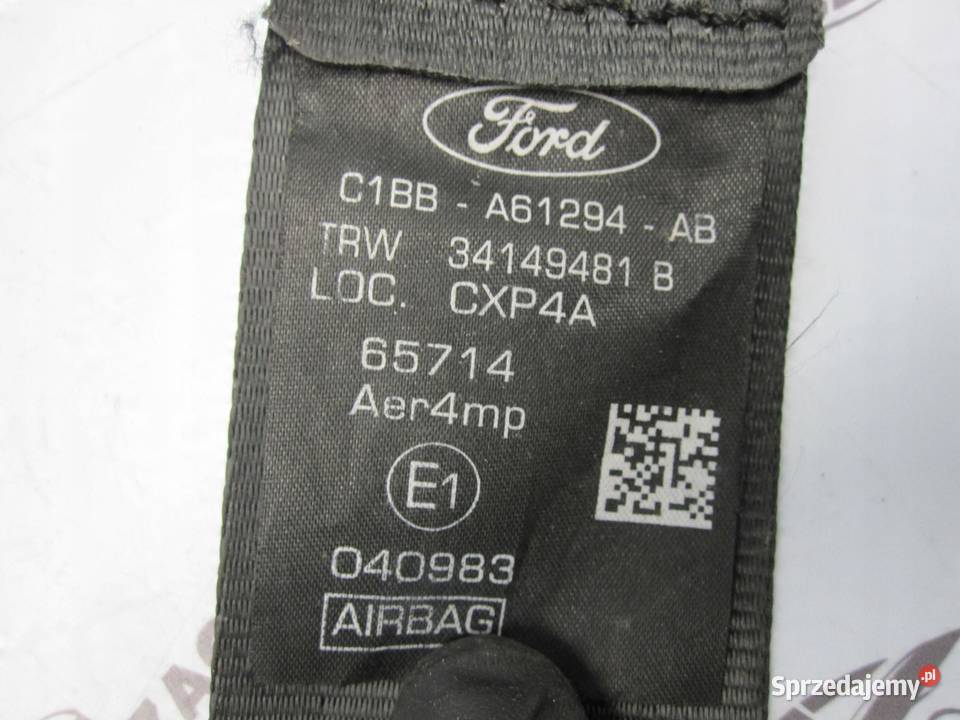 Ford
C1BB - A61294 - AB
TRW 34149481 B
LOC. CXP4A
65714
Aer4mp
E1
040983
AIRBAG
Sprzedajemy.pl